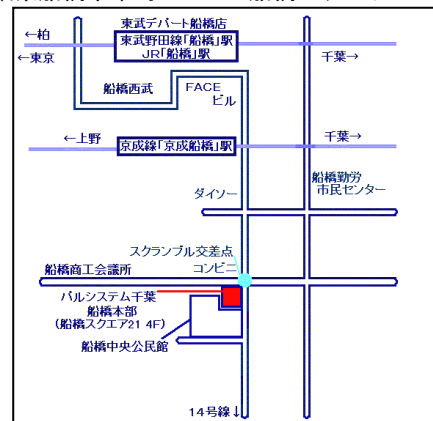 東武デパート船橋店
←柏
東武野田線「船橋」駅
JR「船橋」駅
←東京
千葉→
船橋西武
FACE
ビル
←上野
京成線「京成船橋」駅
千葉→
船橋勤労
市民センター
ダイソー
スクランブル交差点
コンビニ
船橋商工会議所
パルシステム千葉
船橋本部
(船橋スクエア21 4F)
船橋中央公民館
14号線↓